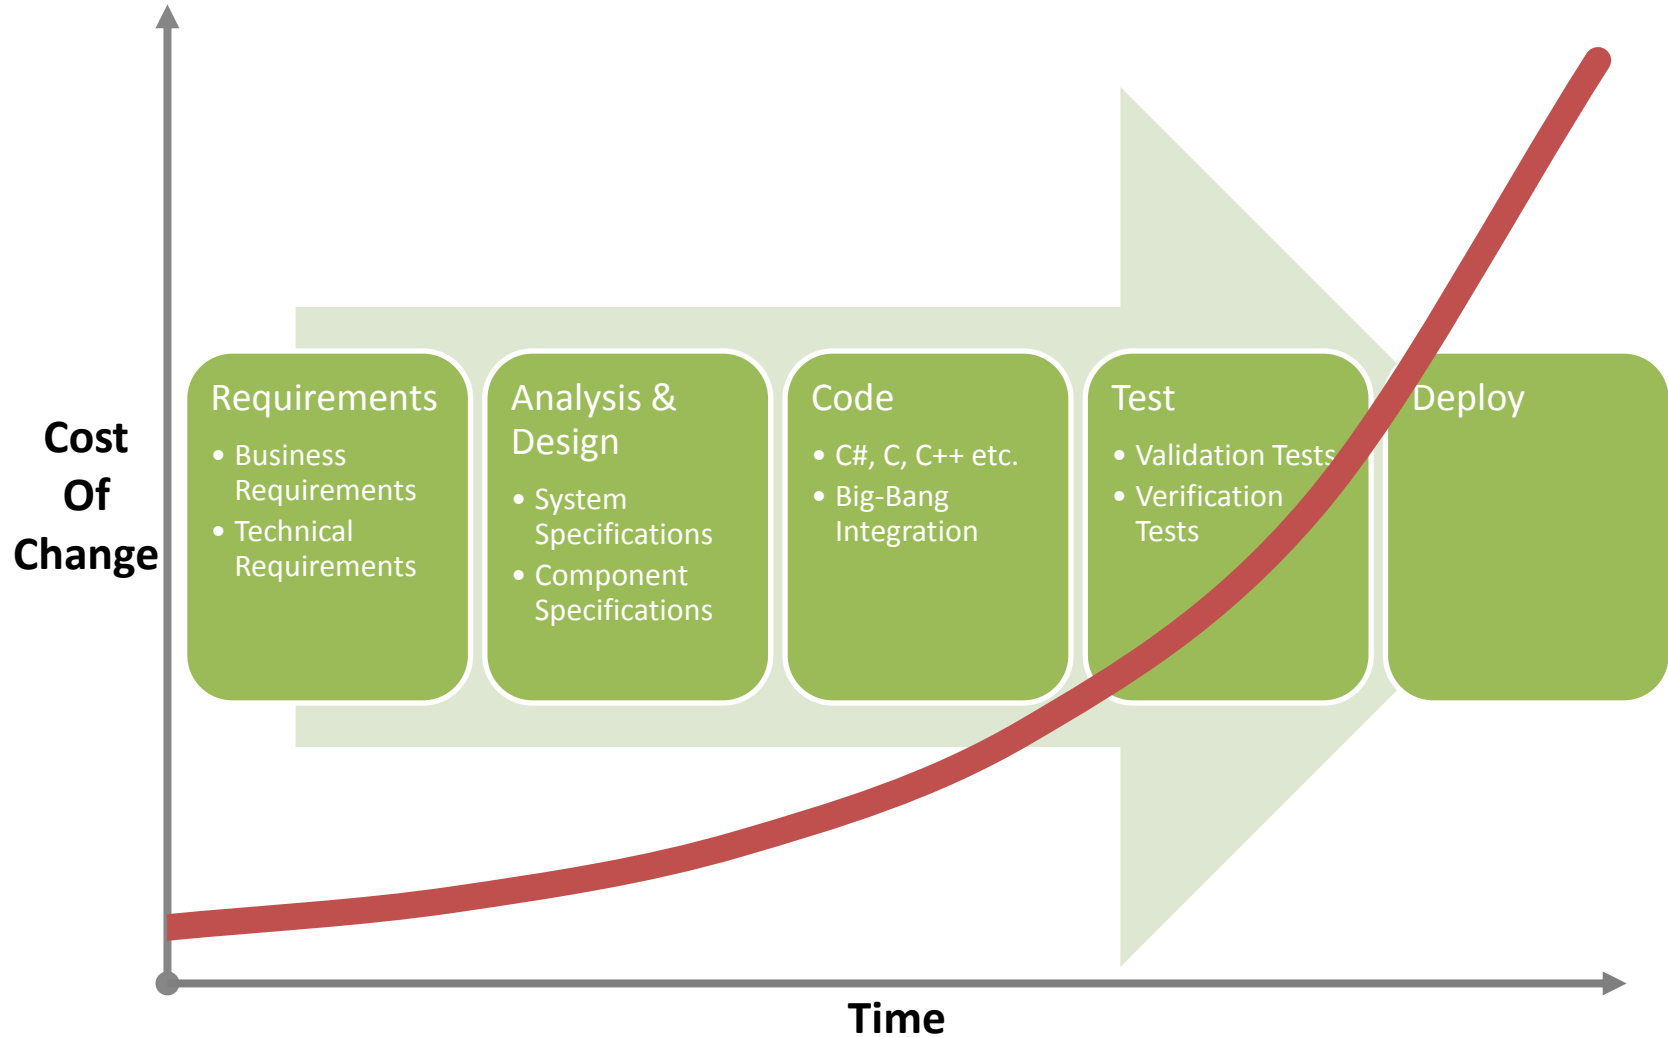 Cost
Of
Change
Requirements
• Business
Requirements
• Technical
Requirements
Analysis &
Design
• System
Specifications
• Component
Specifications
Code
• C#, C, C++ etc.
• Big-Bang
Integration
Test
• Validation Tests
• Verification
Tests
Deploy
Time